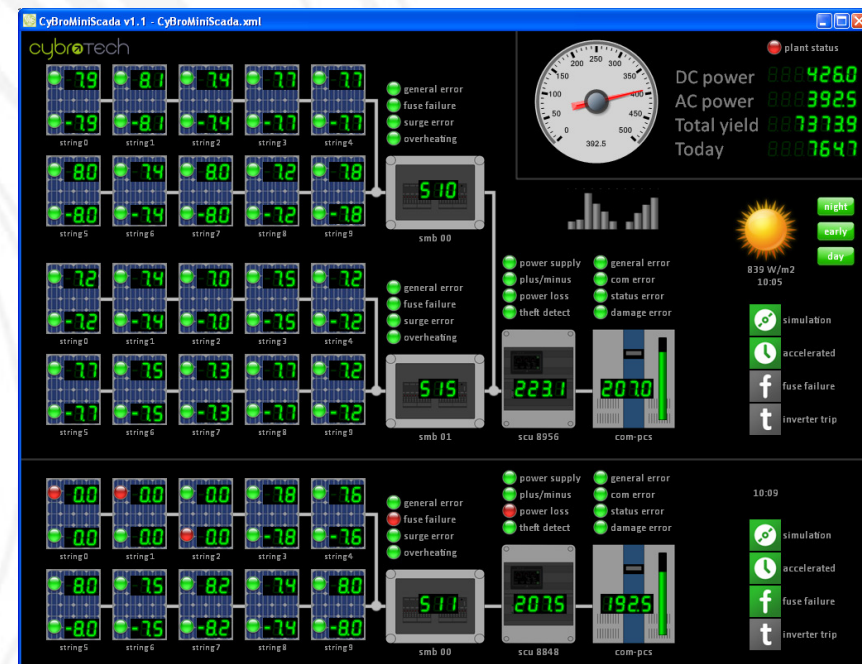 CyBroMiniScada v1.1 - CyBroMiniScada.xml
cybrotech
plant status
DC power 426.0
AC power 392.5
Total yield 7373.9
Today 764.7
0 50 100 150 200 250 300 350 400 450 500
392.5
7.9 8.1 7.4 7.7 7.7
-7.9 -8.1 -7.4 -7.7 -7.7
string0 string1 string2 string3 string4
general error
fuse failure
surge error
overheating
8.0 7.4 8.0 7.2 7.8
-8.0 -7.4 -8.0 -7.2 -7.8
string5 string6 string7 string8 string9
510
smb 00
night
early
day
839 W/m2
10:05
7.2 7.4 7.0 7.5 7.2
-7.2 -7.4 -7.0 -7.5 -7.2
string0 string1 string2 string3 string4
general error
fuse failure
surge error
overheating
power supply general error
plus/minus com error
power loss status error
theft detect damage error
7.7 7.5 7.3 7.7 7.2
-7.7 -7.5 -7.3 -7.7 -7.2
string5 string6 string7 string8 string9
515
smb 01
223.1
scu 8956
207.0
com-pcs
simulation
accelerated
f fuse failure
t inverter trip
0.0 0.0 0.0 7.8 7.6
0.0 0.0 0.0 -7.8 -7.6
string0 string1 string2 string3 string4
general error
fuse failure
surge error
overheating
power supply general error
plus/minus com error
power loss status error
theft detect damage error
8.0 7.5 8.2 7.4 8.0
-8.0 -7.5 -8.2 -7.4 -8.0
string5 string6 string7 string8 string9
511
smb 00
207.5
scu 8848
192.5
com-pcs
10:09
simulation
accelerated
f fuse failure
t inverter trip